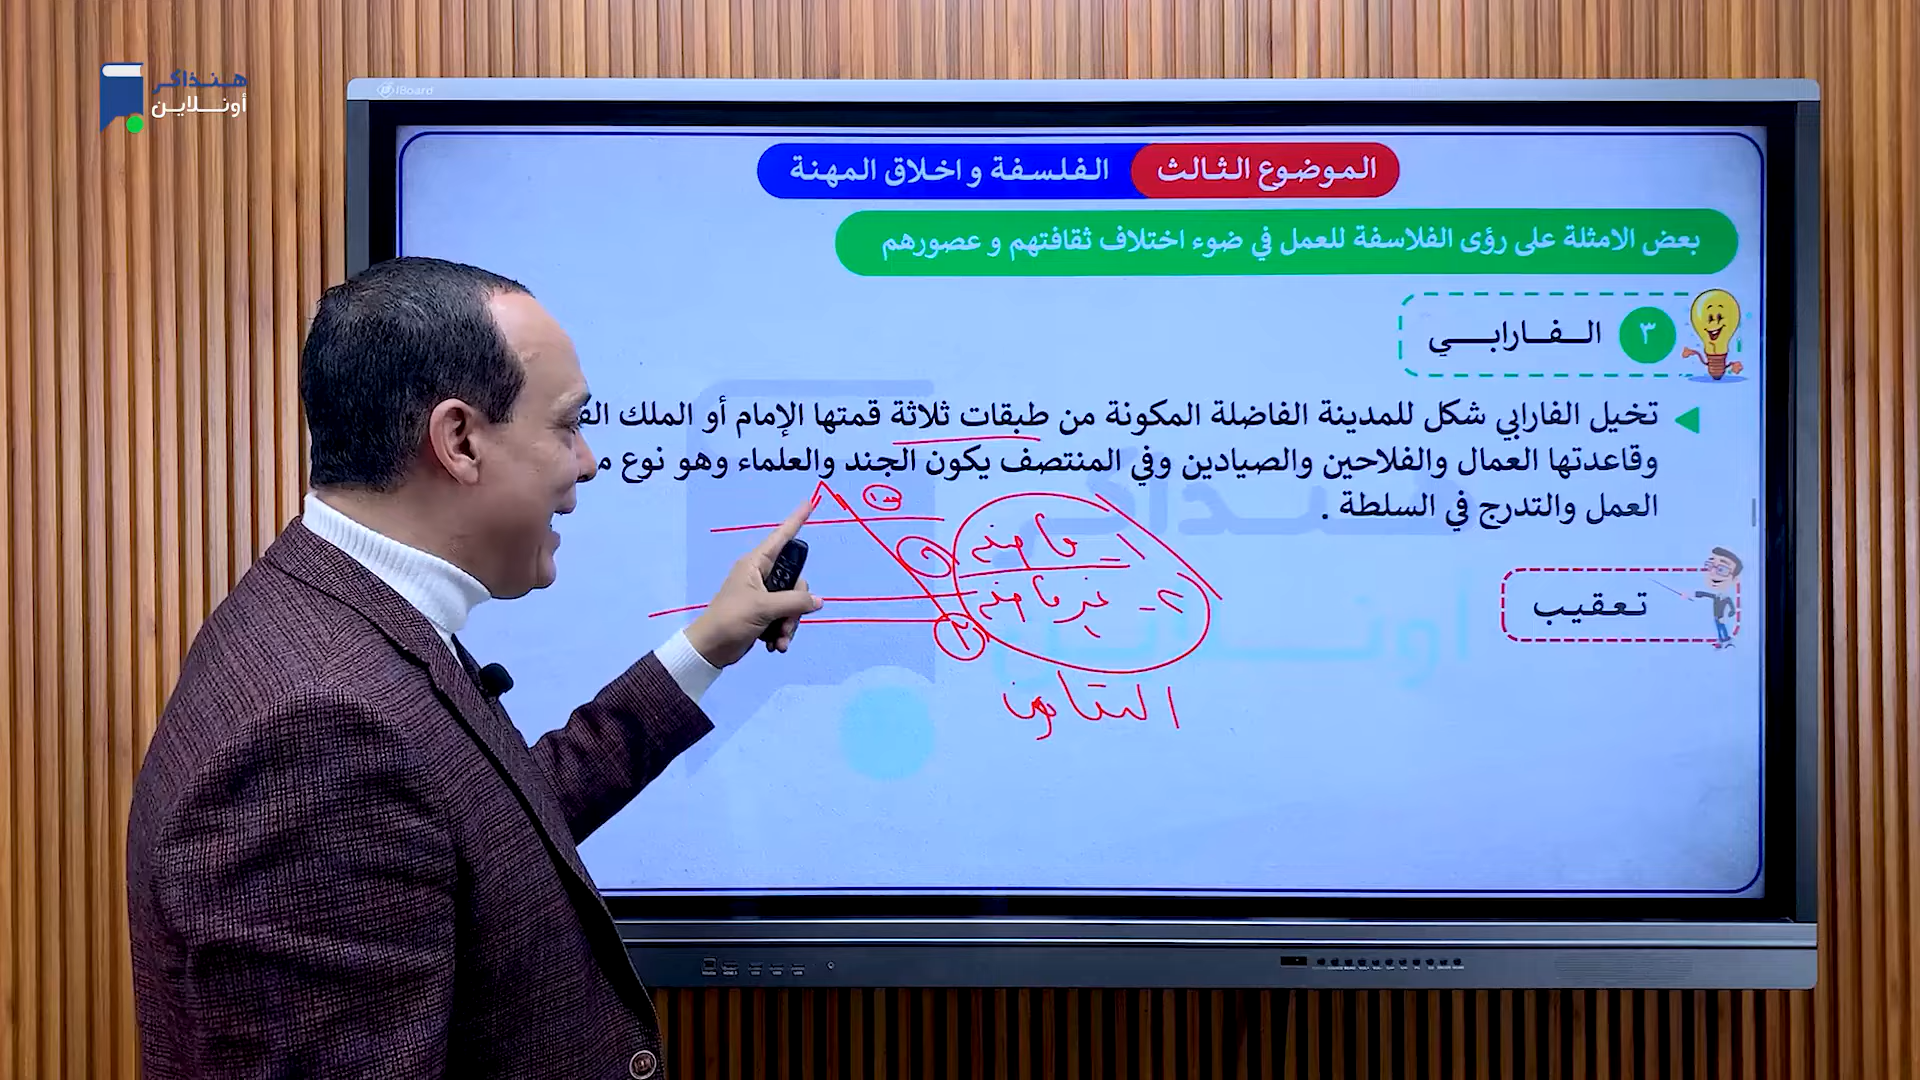 هنذاكر
أونلاين
IBoard
الموضوع الثالث الفلسفة و اخلاق المهنة
بعض الامثلة على رؤى الفلاسفة للعمل في ضوء اختلاف ثقافتهم و عصورهم
٣ الفارابي
تخيل الفارابي شكل للمدينة الفاضلة المكونة من طبقات ثلاثة قمتها الإمام أو الملك
وقاعدتها العمال والفلاحين والصيادين وفي المنتصف يكون الجند والعلماء وهو نوع
العمل والتدرج في السلطة .
تعقيب
هنذاكر
أونلاين